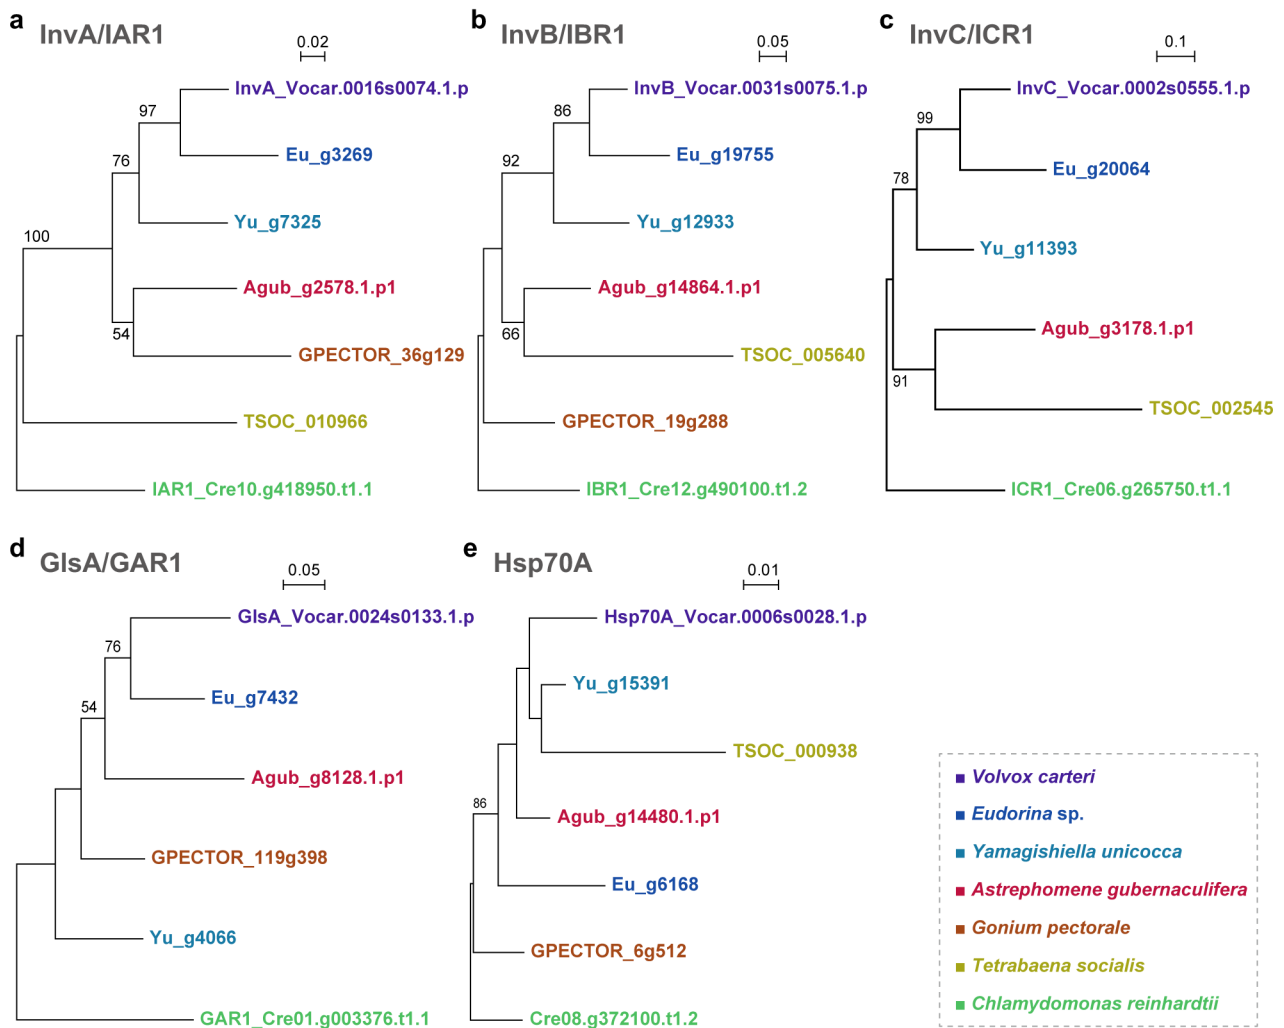 a InvA/IAR1
0.02
InvA_Vocar.0016s0074.1.p
97
Eu_g3269
76
Yu_g7325
100
Agub_g2578.1.p1
54
GPECTOR_36g129
TSOC_010966
IAR1_Cre10.g418950.t1.1
b InvB/IBR1
0.05
InvB_Vocar.0031s0075.1.p
86
Eu_g19755
92
Yu_g12933
Agub_g14864.1.p1
66
TSOC_005640
GPECTOR_19g288
IBR1_Cre12.g490100.t1.2
c InvC/ICR1
0.1
InvC_Vocar.0002s0555.1.p
99
Eu_g20064
78
Yu_g11393
Agub_g3178.1.p1
91
TSOC_002545
ICR1_Cre06.g265750.t1.1
d GlsA/GAR1
0.05
GlsA_Vocar.0024s0133.1.p
76
Eu_g7432
54
Agub_g8128.1.p1
GPECTOR_119g398
Yu_g4066
GAR1_Cre01.g003376.t1.1
e Hsp70A
0.01
Hsp70A_Vocar.0006s0028.1.p
Yu_g15391
TSOC_000938
86
Agub_g14480.1.p1
Eu_g6168
GPECTOR_6g512
Cre08.g372100.t1.2
Volvox carteri
Eudorina sp.
Yamagishiella unicocca
Astrephomene gubernaculifera
Gonium pectorale
Tetrabaena socialis
Chlamydomonas reinhardtii